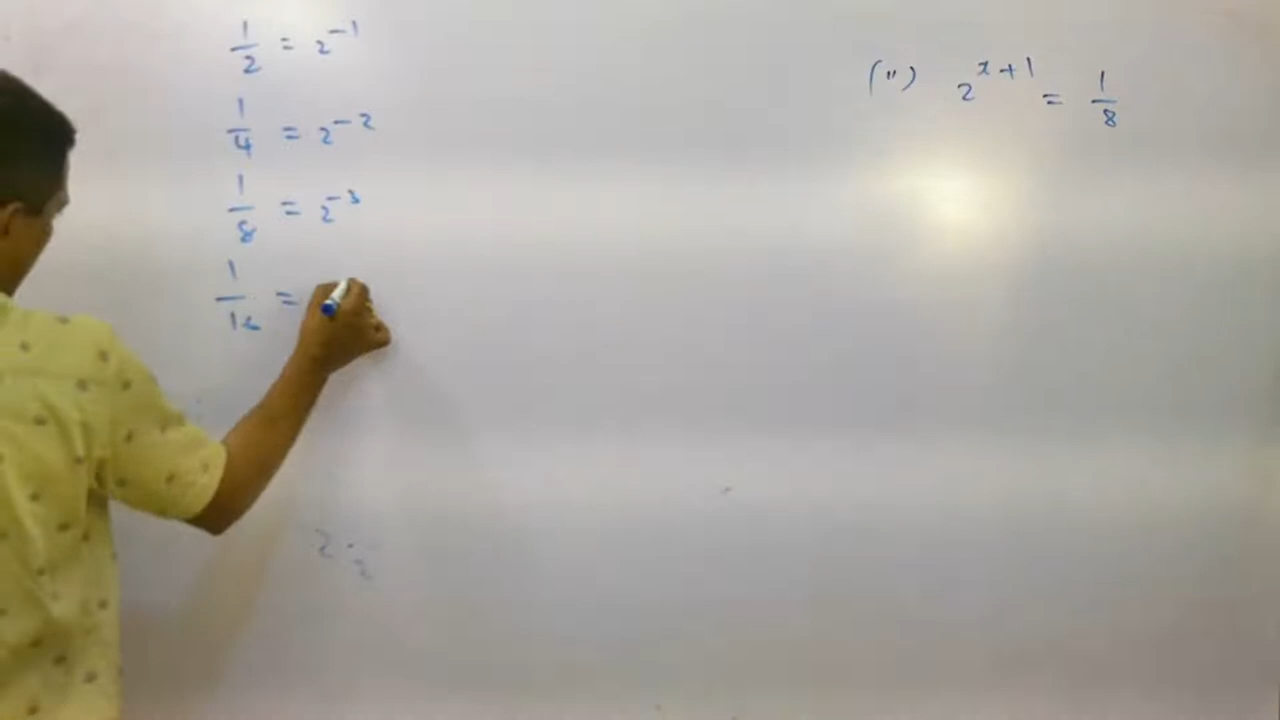 1/2 = 2^-1
1/4 = 2^-2
1/8 = 2^-3
1/16 =
(ii) 2^x+1 = 1/8